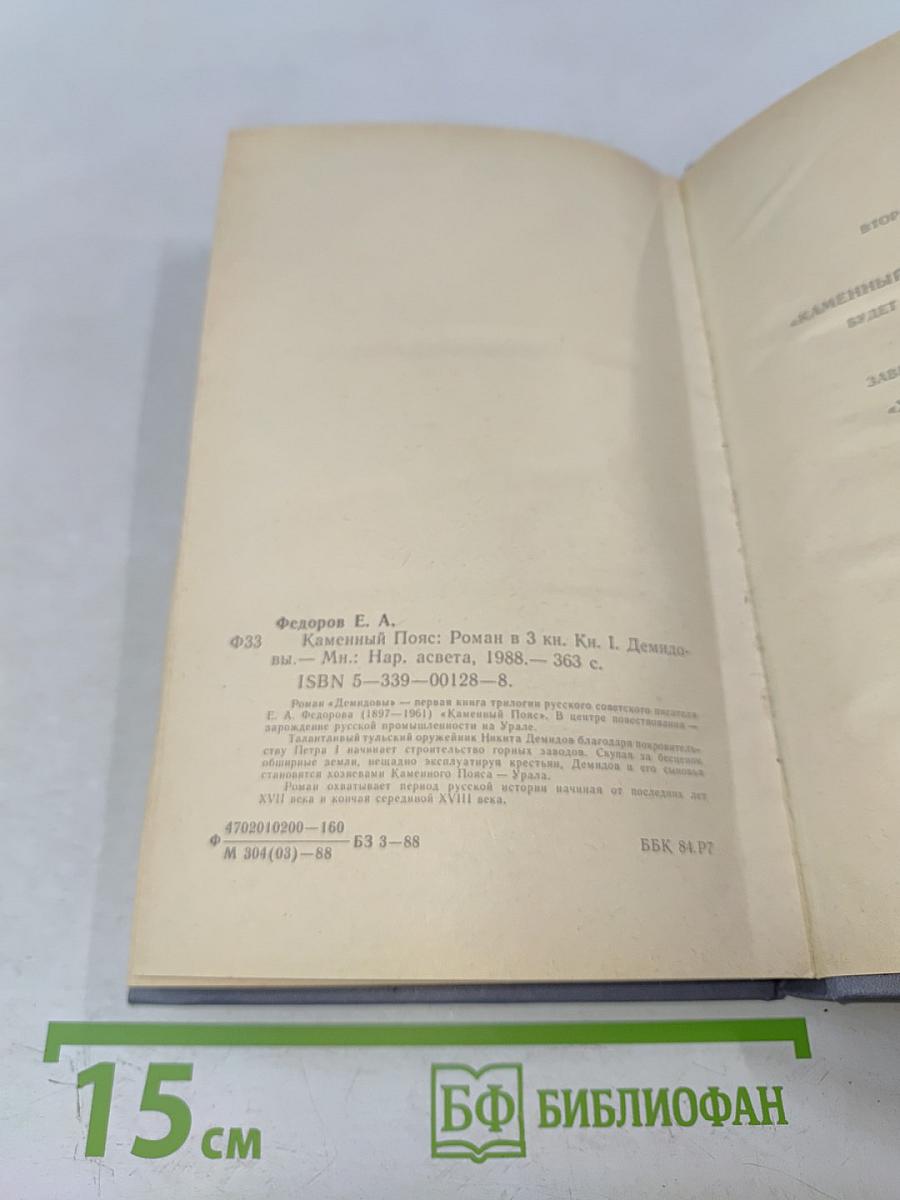 Федоров Е. А.
Ф33 Каменный Пояс: Роман в 3 кн. Кн. I. Демидо-
вы.— Мн.: Нар. асвета, 1988.— 363 с.
ISBN 5—339—00128—8.
Роман «Демидовы» — первая книга трилогии русского советского писателя
Е. А. Федорова (1897—1961) «Каменный Пояс». В центре повествования —
зарождение русской промышленности на Урале.
Талантливый тульский оружейник Никита Демидов благодаря покровитель-
ству Петра I начинает строительство горных заводов. Скупая за бесценок
обширные земли, нещадно эксплуатируя крестьян, Демидов и его сыновья
становятся хозяевами Каменного Пояса — Урала.
Роман охватывает период русской истории начиная от последних лет
XVII века и кончая серединой XVIII века.
Ф 4702010200—160
М 304(03)—88 БЗ 3—88
ББК 84.Р7
ВТОР
«КАМЕННЫЙ
БУДЕТ
ЗАВЕ
15 см
БФ БИБЛИОФАН